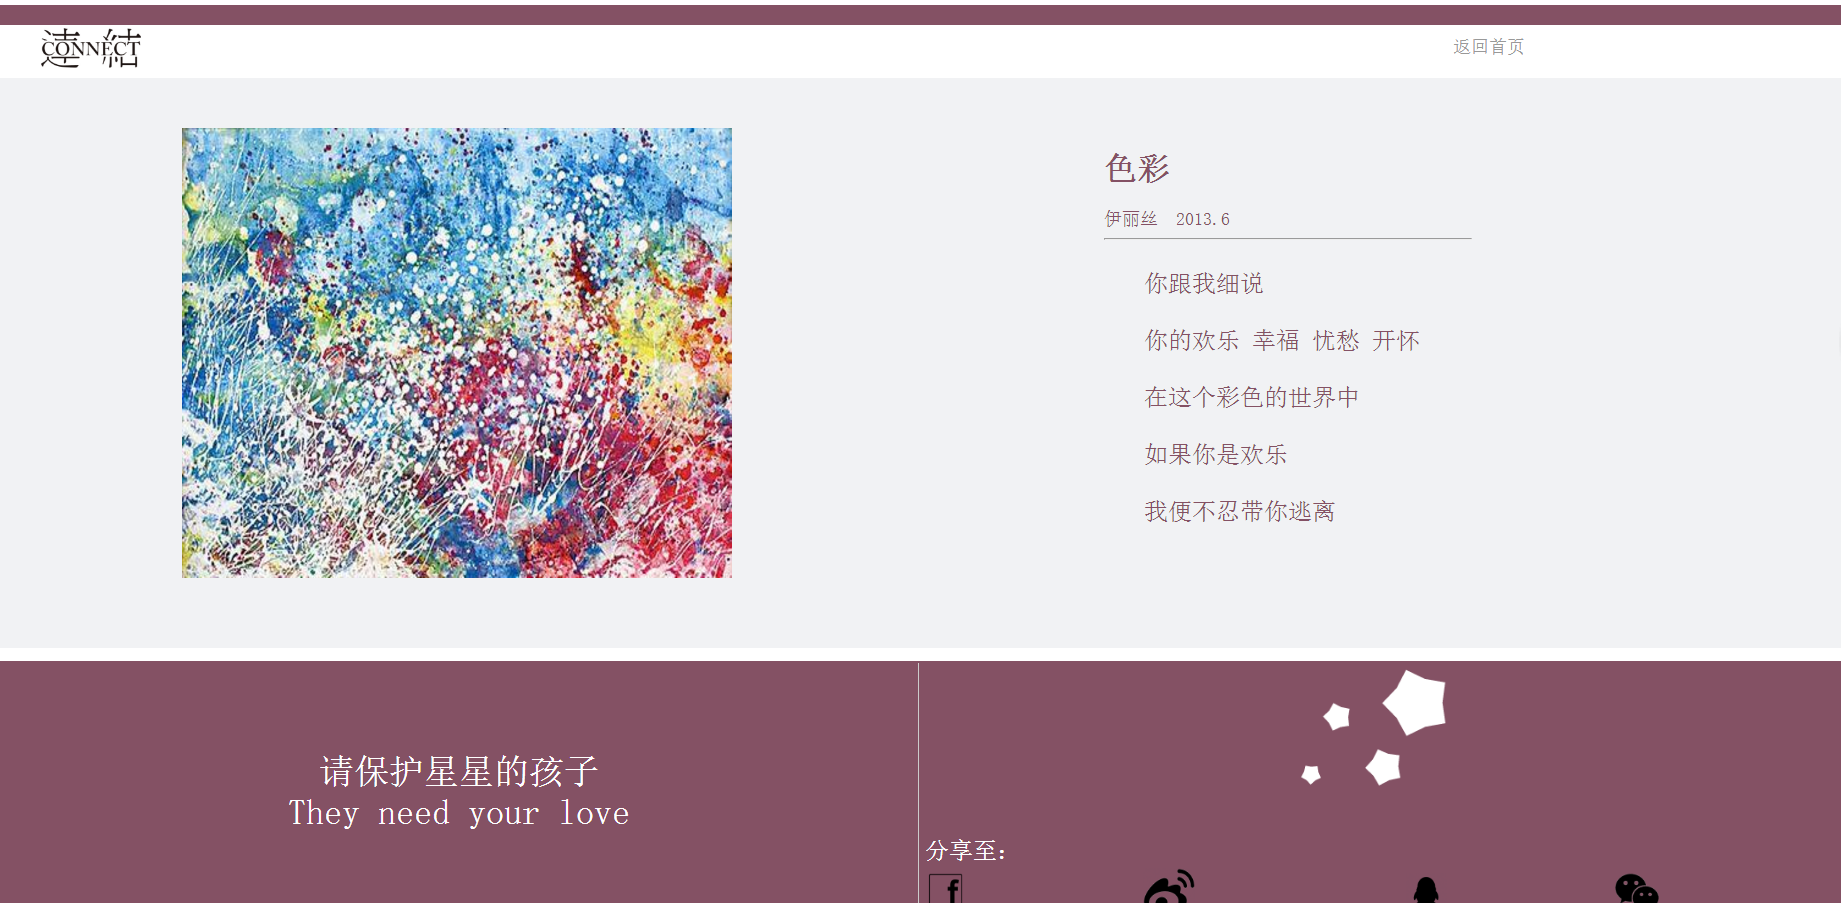 連結
CONNECT
返回首页
色彩
伊丽丝 2013.6
你跟我细说
你的欢乐 幸福 忧愁 开怀
在这个彩色的世界中
如果你是欢乐
我便不忍带你逃离
请保护星星的孩子
They need your love
分享至：
f